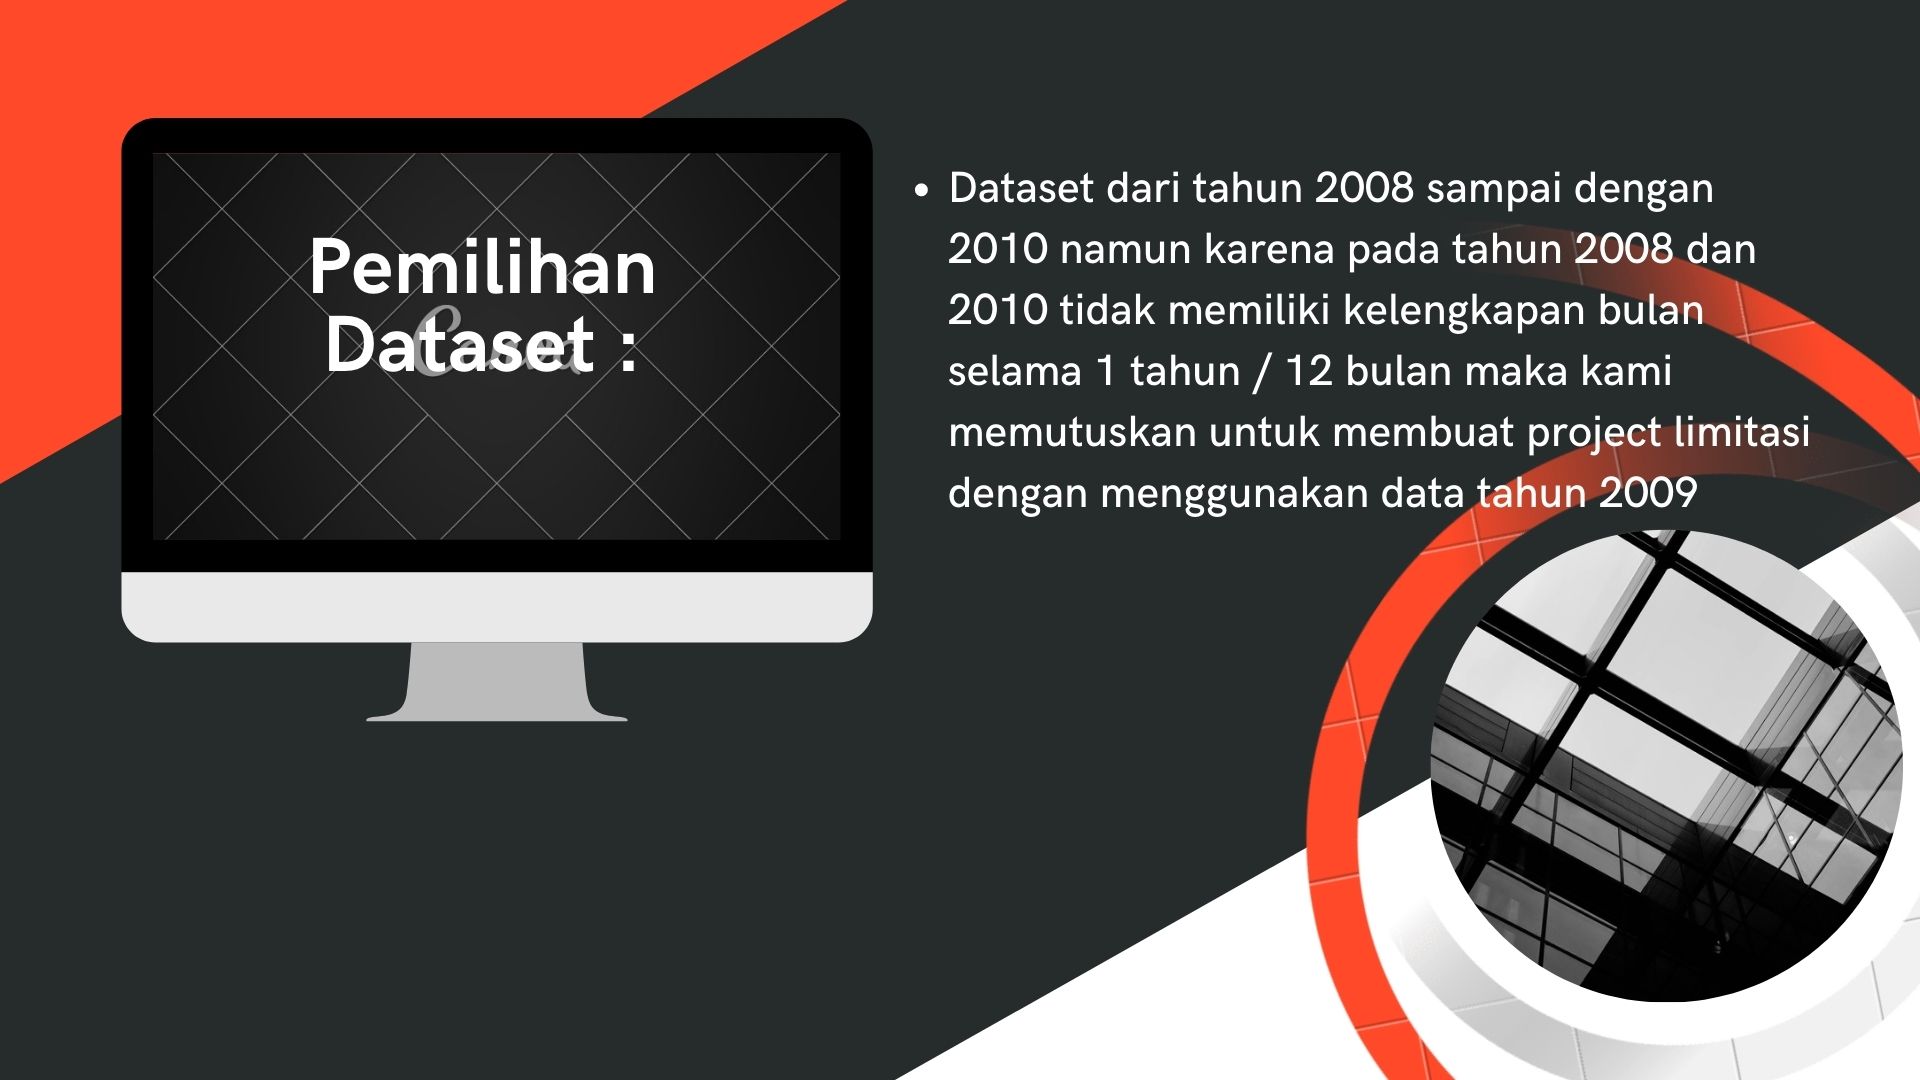 Pemilihan
Dataset :
Canva
• Dataset dari tahun 2008 sampai dengan
2010 namun karena pada tahun 2008 dan
2010 tidak memiliki kelengkapan bulan
selama 1 tahun / 12 bulan maka kami
memutuskan untuk membuat project limitasi
dengan menggunakan data tahun 2009